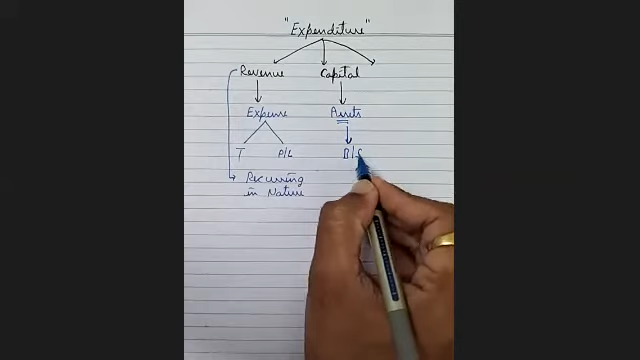 "Expenditure"
Revenue Capital
Expense Assets
T P/L B/S
Recurring
in Nature